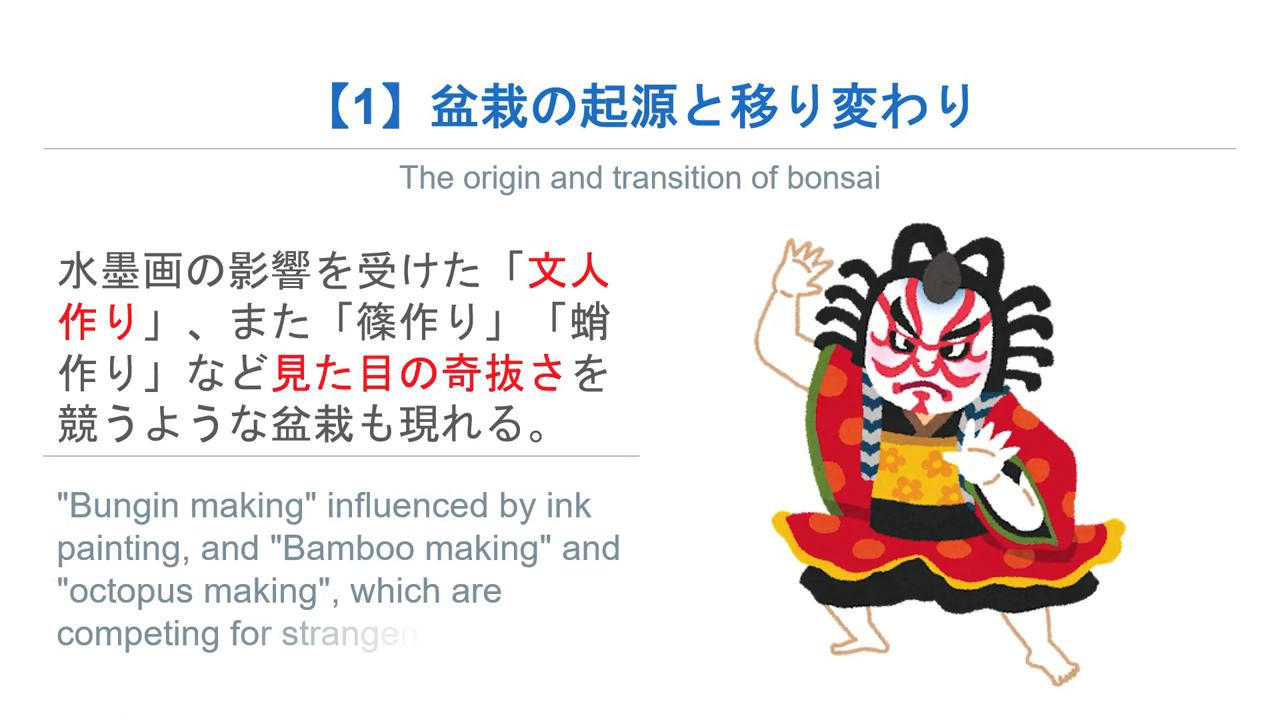 【1】盆栽の起源と移り変わり
The origin and transition of bonsai
水墨画の影響を受けた「文人
作り」、また「篠作り」「蛸
作り」など見た目の奇抜さを
競うような盆栽も現れる。
"Bungin making" influenced by ink
painting, and "Bamboo making" and
"octopus making", which are
competing for strangen